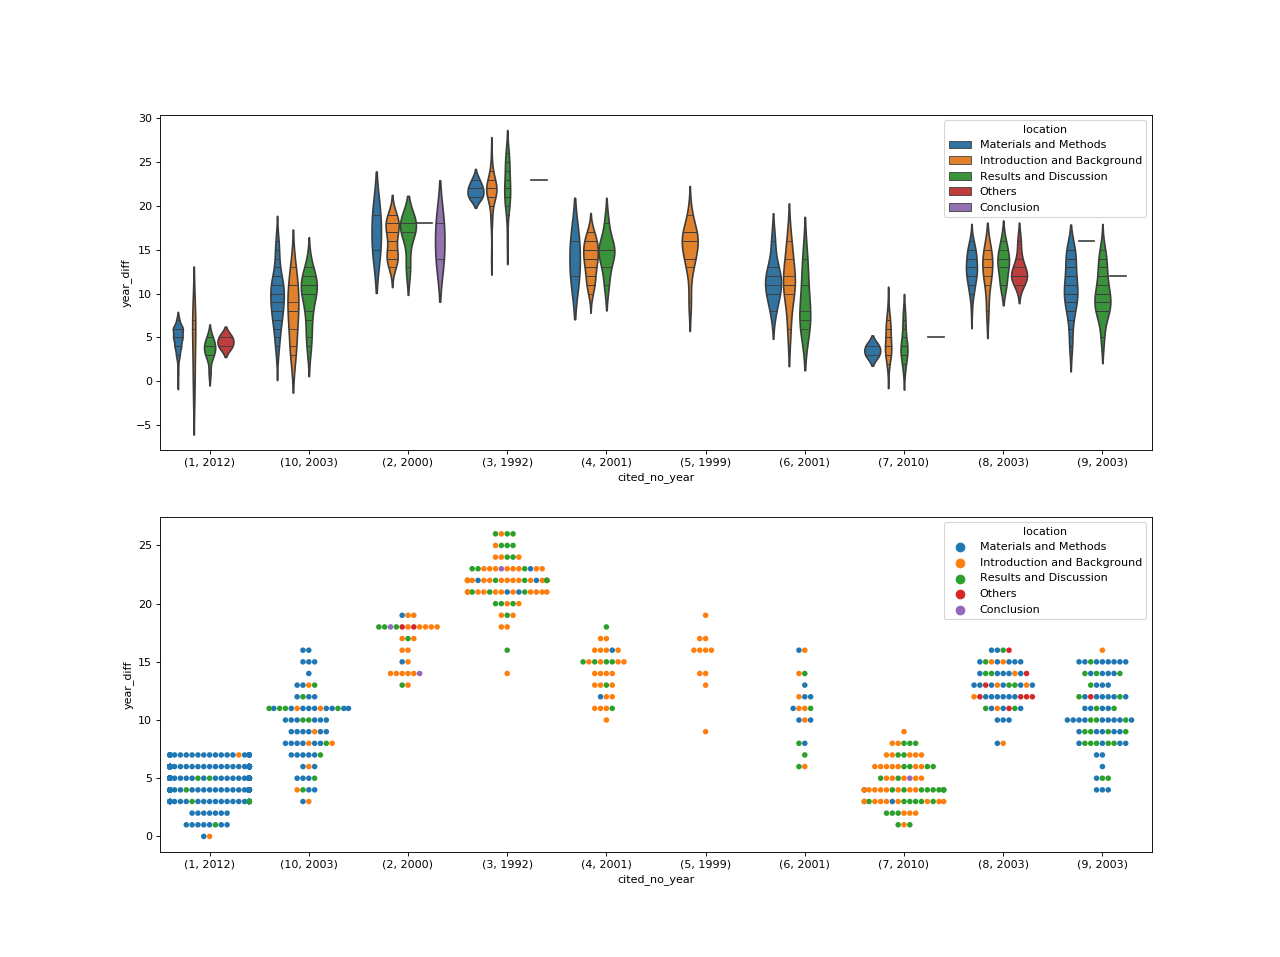 30
25
20
15
10
5
0
−5
year_diff
location
Materials and Methods
Introduction and Background
Results and Discussion
Others
Conclusion
(1, 2012) (10, 2003) (2, 2000) (3, 1992) (4, 2001) (5, 1999) (6, 2001) (7, 2010) (8, 2003) (9, 2003)
cited_no_year
25
20
15
10
5
0
year_diff
location
Materials and Methods
Introduction and Background
Results and Discussion
Others
Conclusion
(1, 2012) (10, 2003) (2, 2000) (3, 1992) (4, 2001) (5, 1999) (6, 2001) (7, 2010) (8, 2003) (9, 2003)
cited_no_year